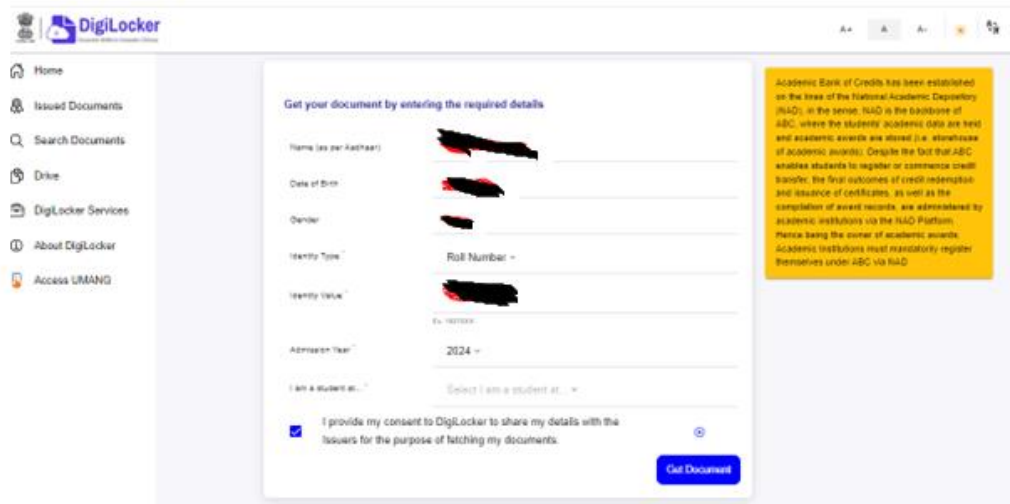 DigiLocker
A+ A A-
Home
Issued Documents
Search Documents
Drive
DigiLocker Services
About DigiLocker
Access UMANG
Get your document by entering the required details
Name (as per Aadhaar)
Date of Birth
Gender
Identity Type *
Roll Number
Identity Value *
Admission Year *
2024
I am a student at... *
Select I am a student at...
I provide my consent to DigiLocker to share my details with the
Issuers for the purpose of fetching my documents.
Get Document
Academic Bank of Credits has been established
on the lines of the National Academic Depository
(NAD), in the sense, NAD is the backbone of
ABC, where the students' academic data are held
and academic awards are stored (i.e. storehouse
of academic awards). Despite the fact that ABC
enables students to register or commence credit
transfer, the final outcomes of credit redemption
and issuance of certificates, as well as the
compilation of award records, are administered by
academic institutions via the NAD Platform.
Hence being the owner of academic awards,
Academic Institutions must mandatorily register
themselves under ABC via NAD